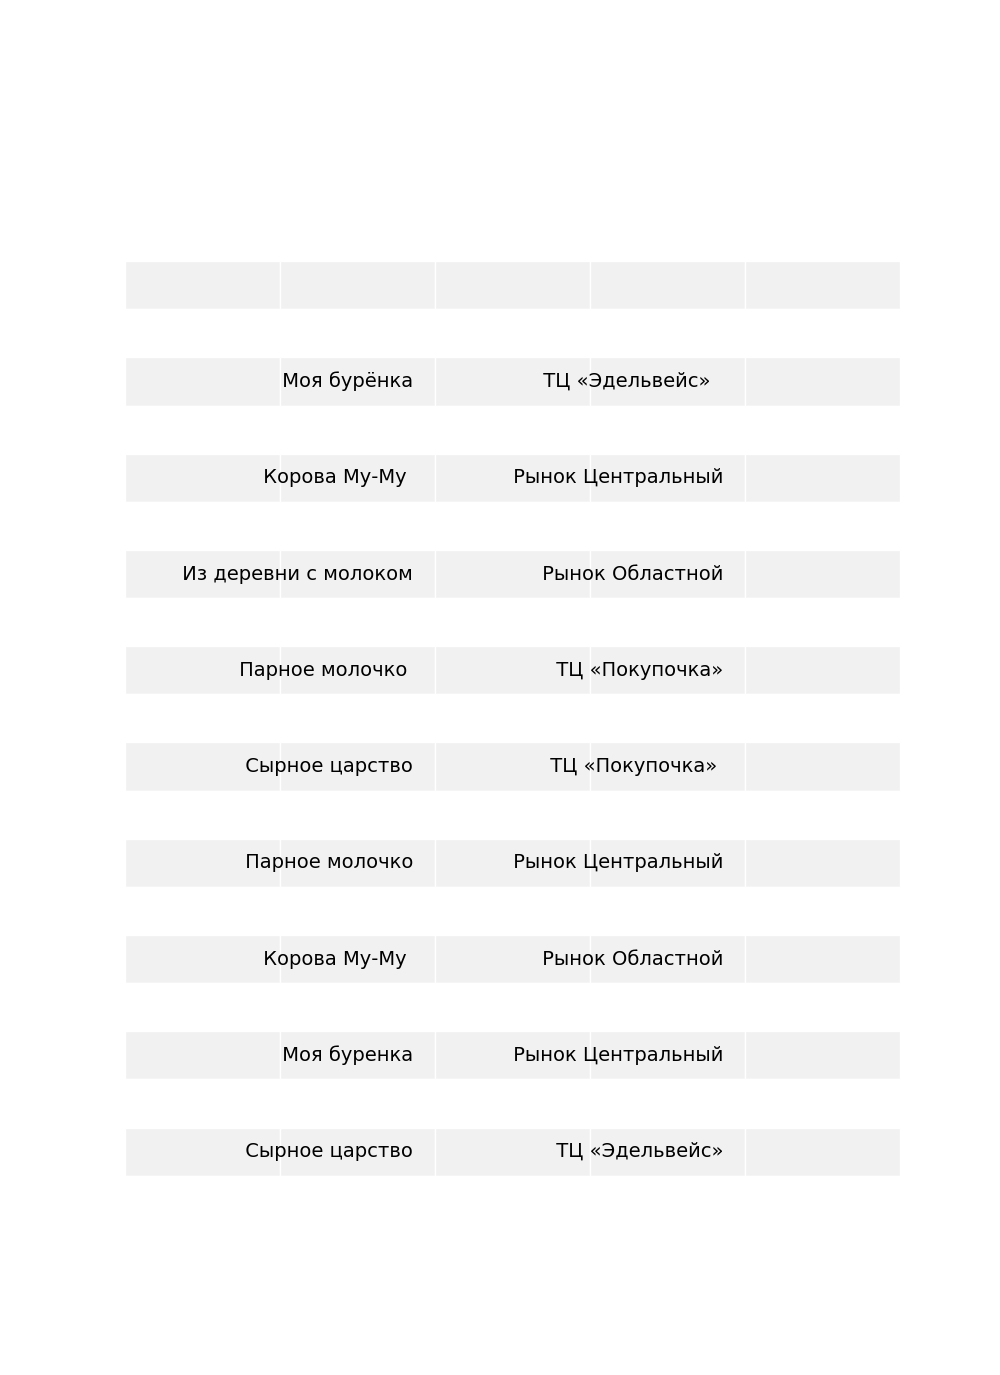 Моя бурёнка ТЦ «Эдельвейс»
Корова Му-Му Рынок Центральный
Из деревни с молоком Рынок Областной
Парное молочко ТЦ «Покупочка»
Сырное царство ТЦ «Покупочка»
Парное молочко Рынок Центральный
Корова Му-Му Рынок Областной
Моя буренка Рынок Центральный
Сырное царство ТЦ «Эдельвейс»